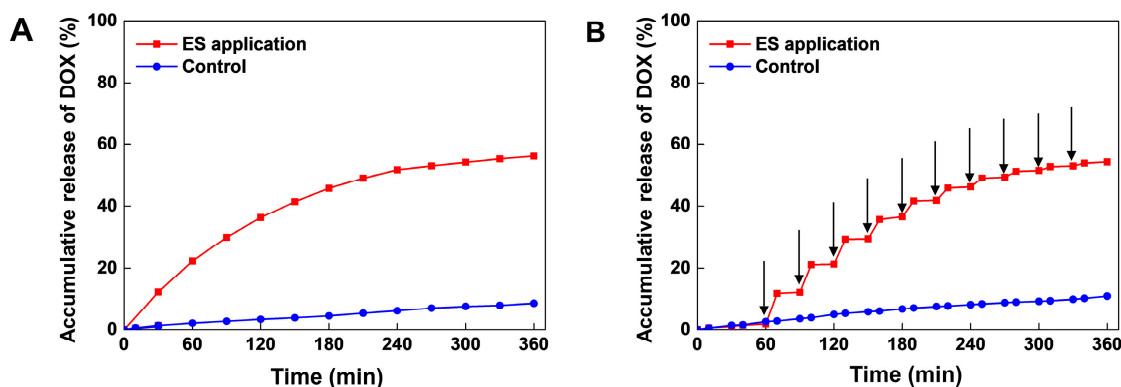 A
Accumulative release of DOX (%)
100
80
60
40
20
0
ES application
Control
0 60 120 180 240 300 360
Time (min)
B
Accumulative release of DOX (%)
100
80
60
40
20
0
ES application
Control
0 60 120 180 240 300 360
Time (min)